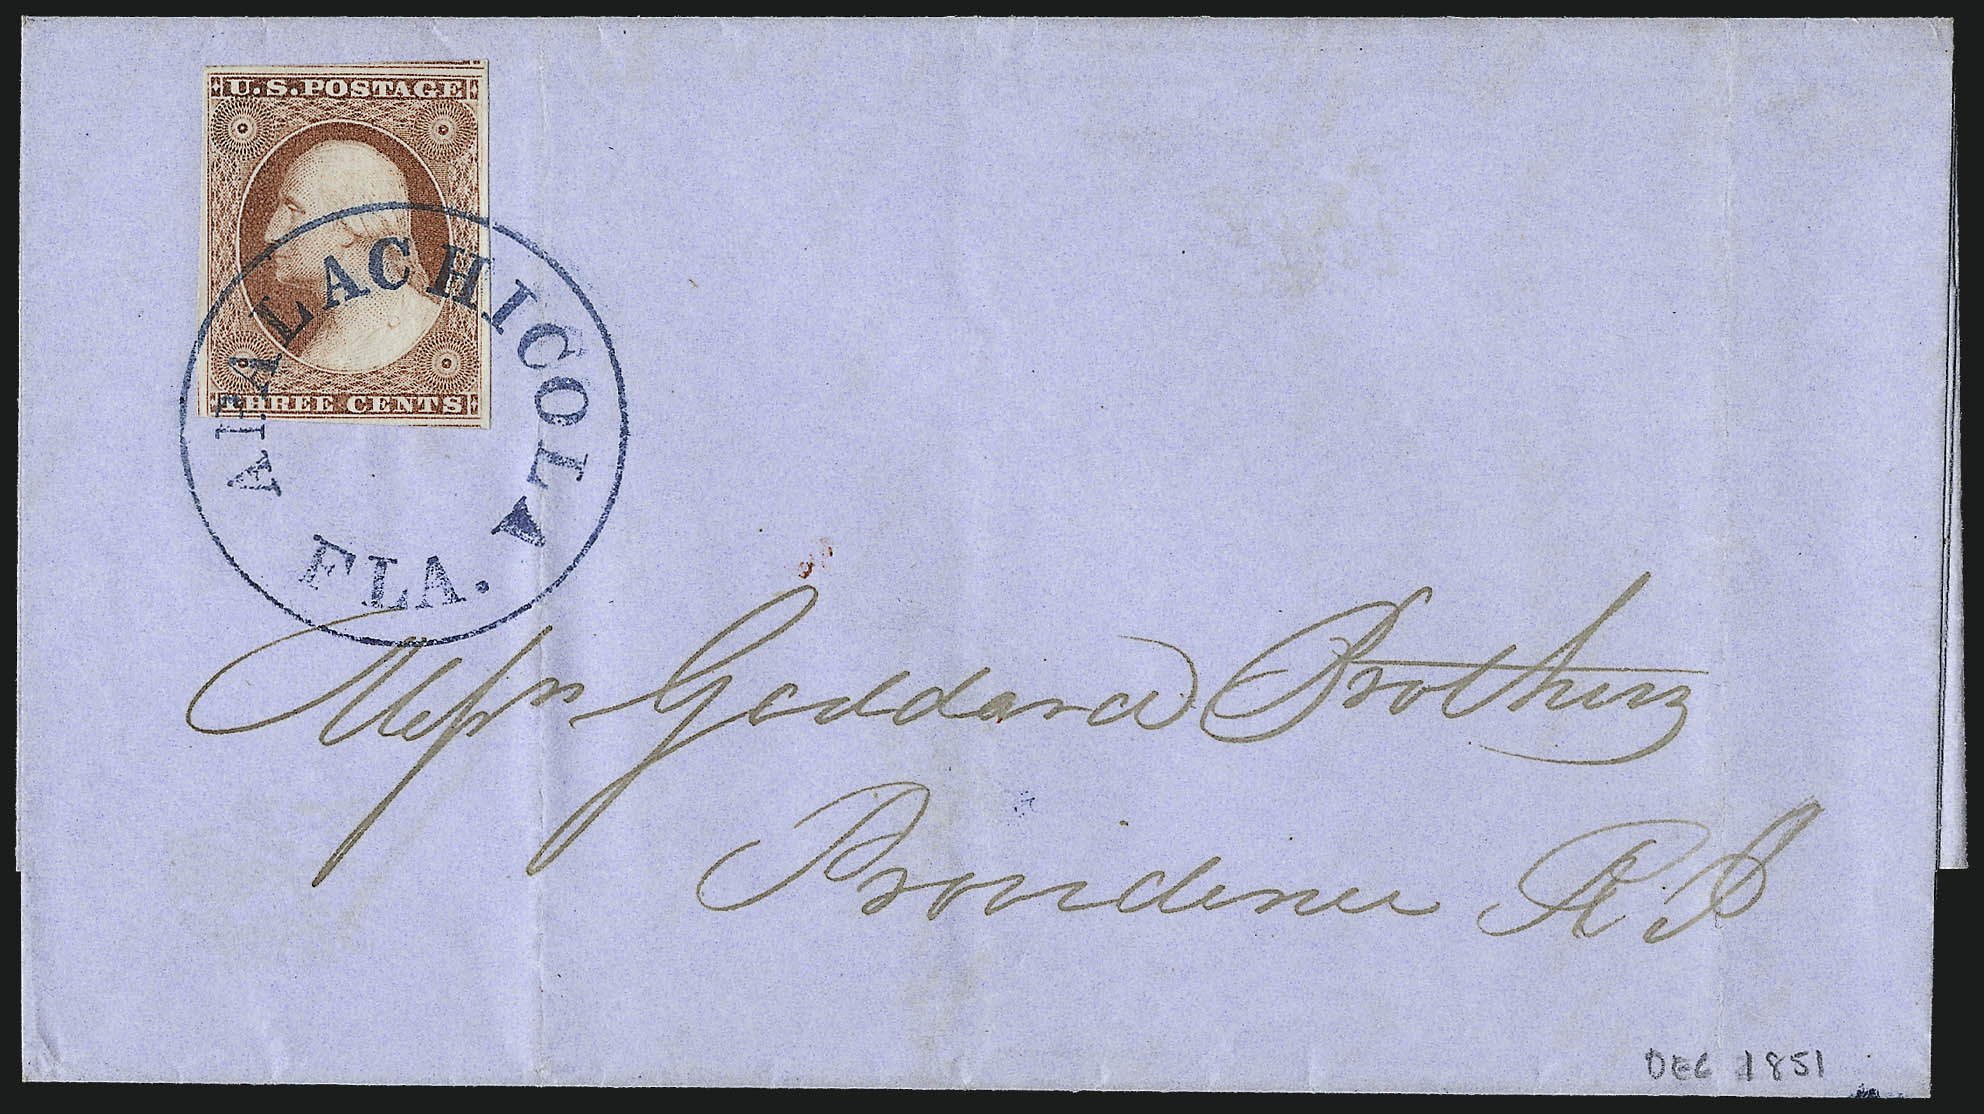 U.S.POSTAGE
THREE CENTS
APALACHICOLA
FLA.
Messrs Goddard Brothers
Providence R.I
DEC 1851